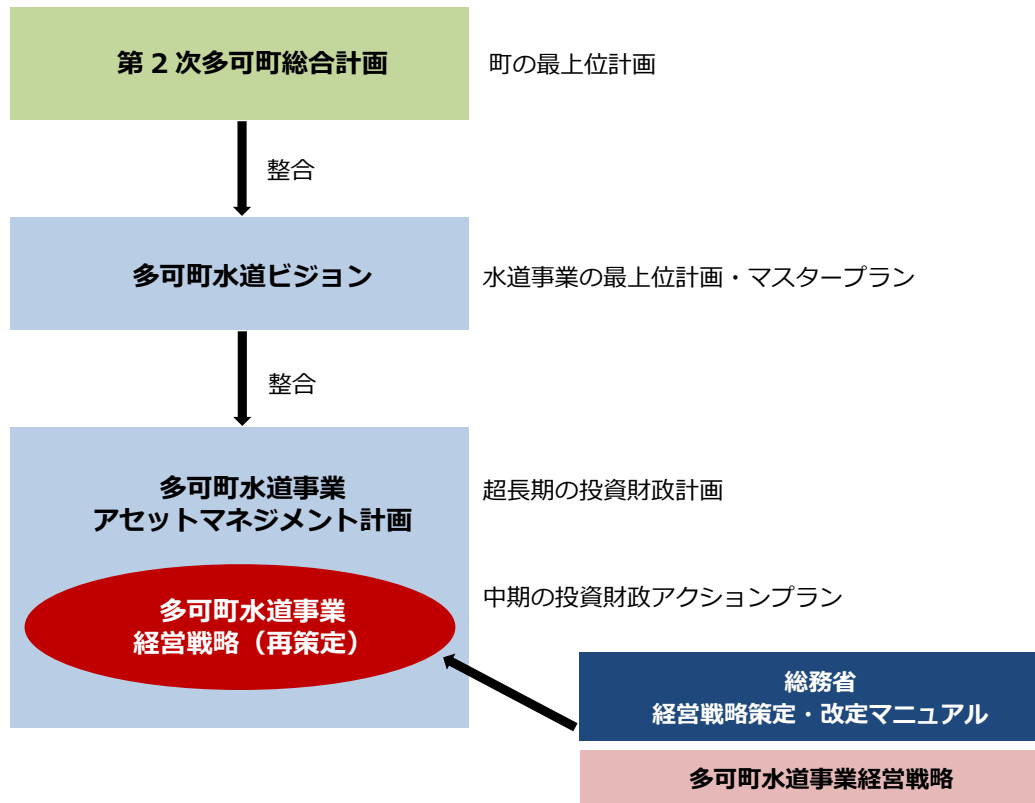 第２次多可町総合計画
町の最上位計画
整合
多可町水道ビジョン
水道事業の最上位計画・マスタープラン
整合
多可町水道事業
アセットマネジメント計画
超長期の投資財政計画
中期の投資財政アクションプラン
多可町水道事業
経営戦略（再策定）
総務省
経営戦略策定・改定マニュアル
多可町水道事業経営戦略